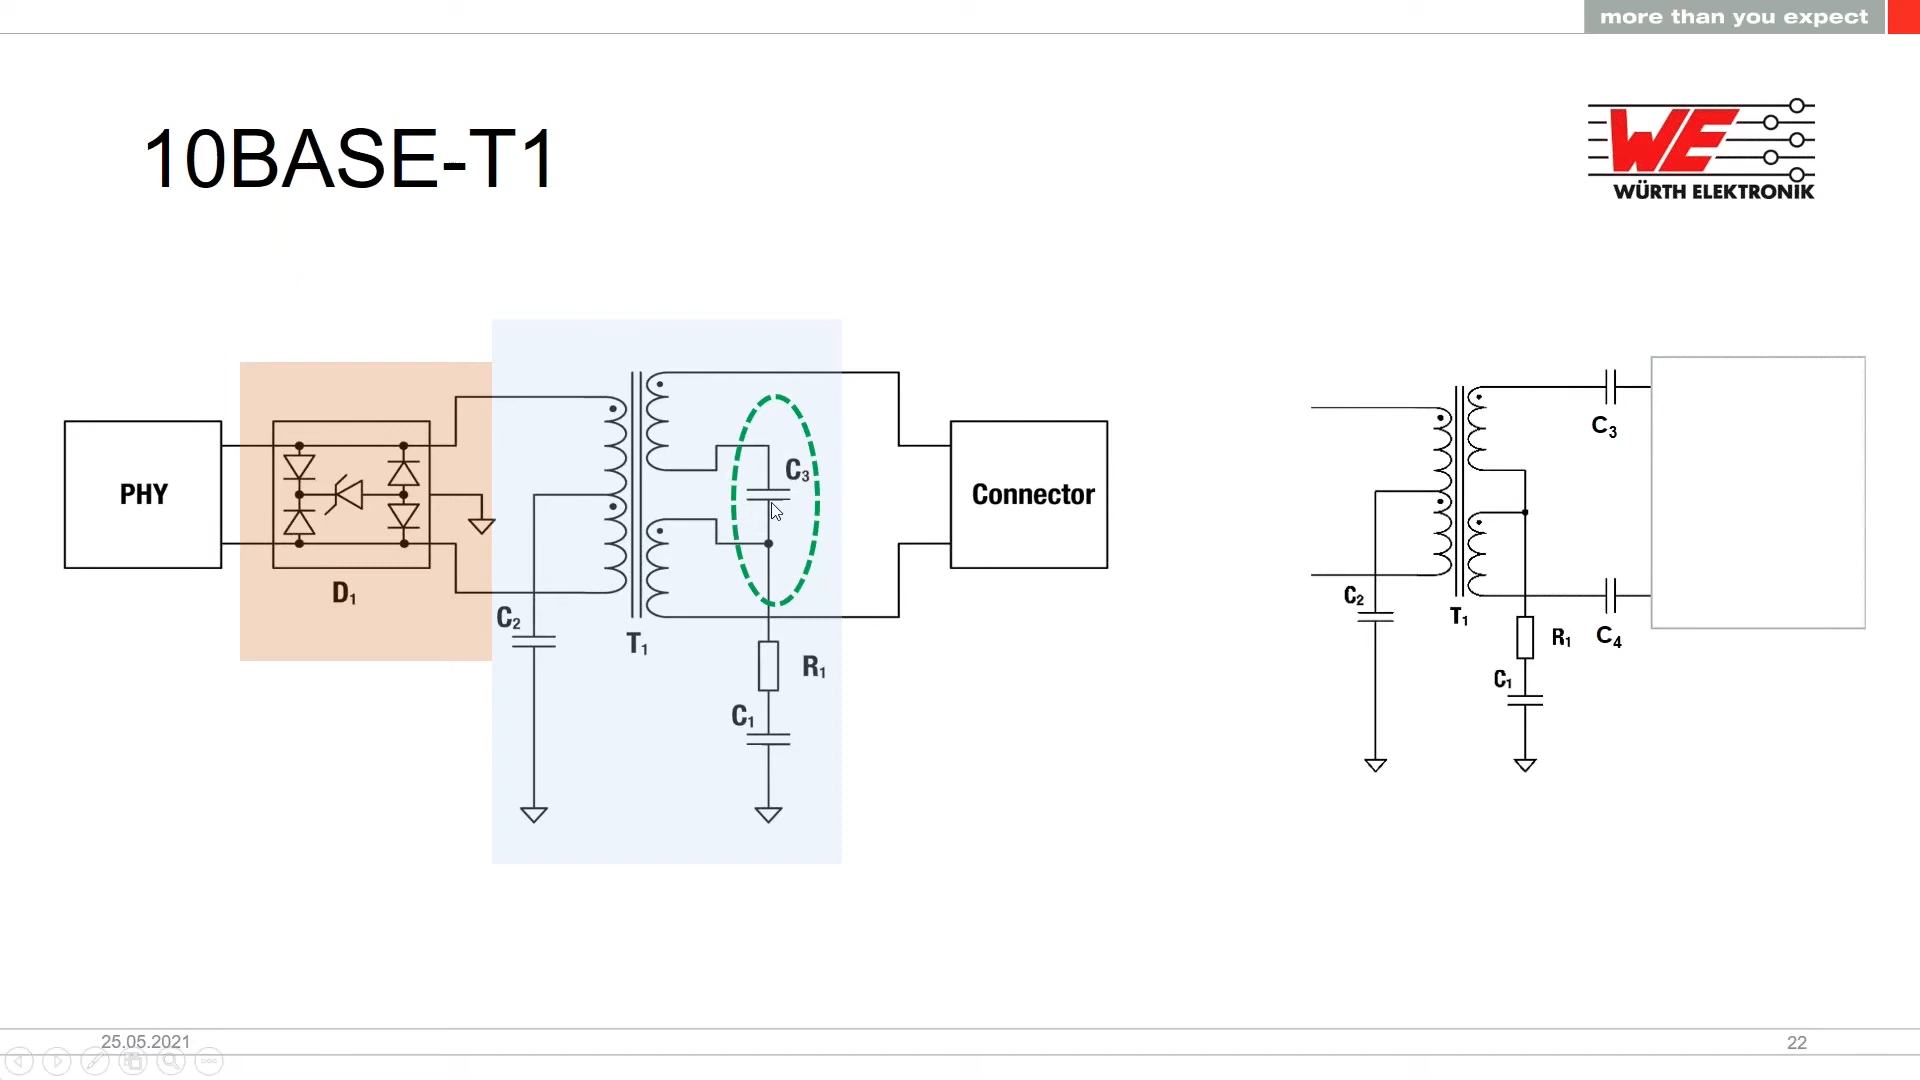 more than you expect
10BASE-T1
WE
WÜRTH ELEKTRONIK
PHY
D₁
C₂
T₁
C₃
R₁
C₁
Connector
C₃
C₂
T₁
R₁
C₄
C₁
25.05.2021
22